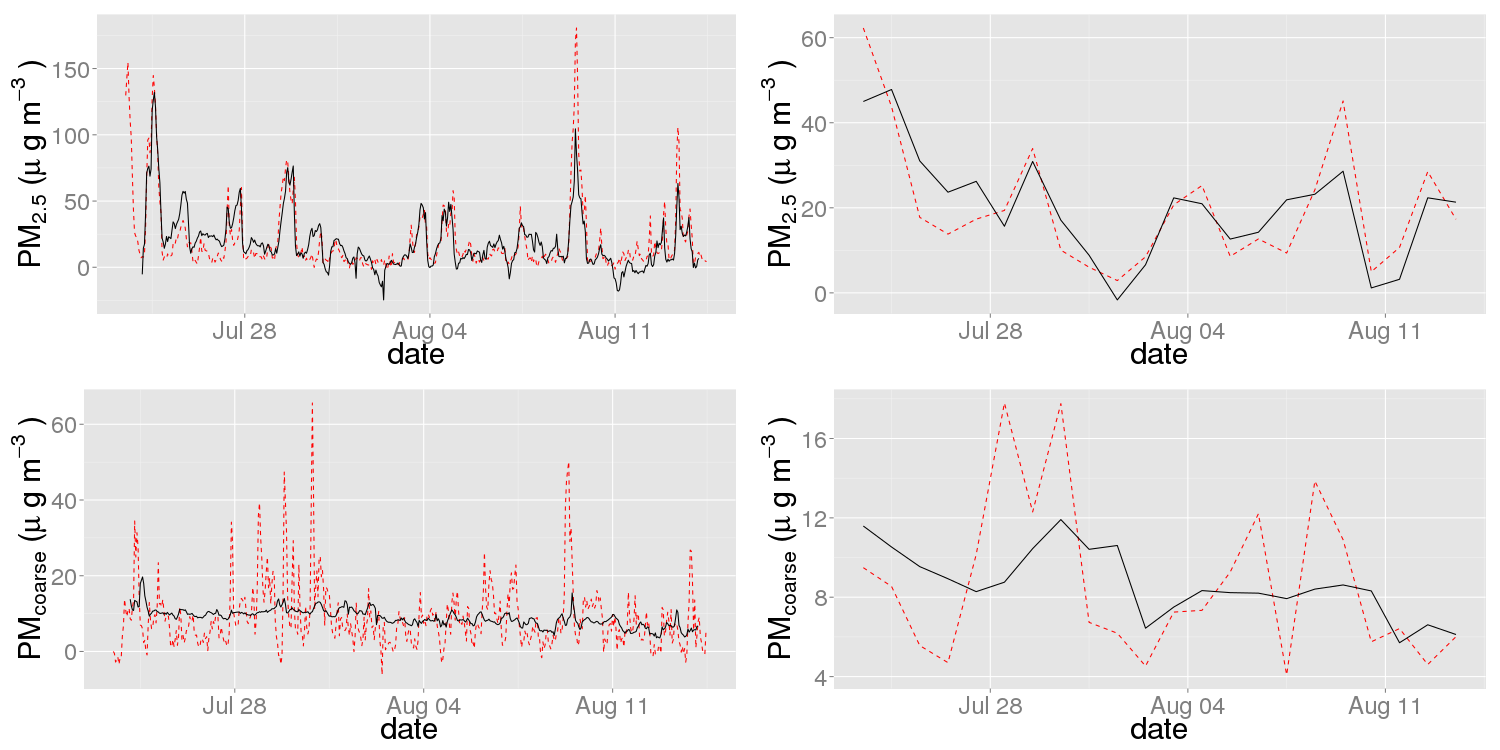 PM2.5 (μ g m−3 )
150
100
50
0
Jul 28 Aug 04 Aug 11
date
PM2.5 (μ g m−3 )
60
40
20
0
Jul 28 Aug 04 Aug 11
date
PMcoarse (μ g m−3 )
60
40
20
0
Jul 28 Aug 04 Aug 11
date
PMcoarse (μ g m−3 )
16
12
8
4
Jul 28 Aug 04 Aug 11
date